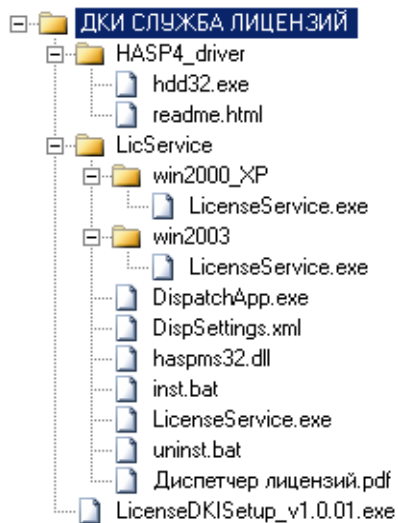 ДКИ СЛУЖБА ЛИЦЕНЗИЙ
HASP4_driver
hdd32.exe
readme.html
LicService
win2000_XP
LicenseService.exe
win2003
LicenseService.exe
DispatchApp.exe
DispSettings.xml
haspms32.dll
inst.bat
LicenseService.exe
uninst.bat
Диспетчер лицензий.pdf
LicenseDKISetup_v1.0.01.exe